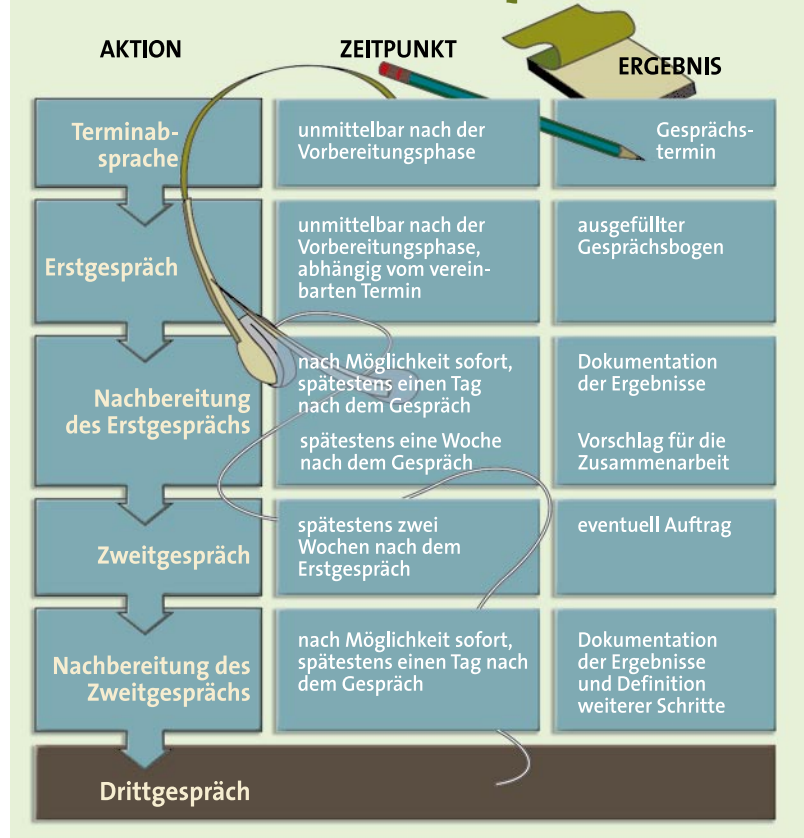 AKTION
ZEITPUNKT
ERGEBNIS
Terminab-
sprache
unmittelbar nach der
Vorbereitungsphase
Gesprächs-
termin
Erstgespräch
unmittelbar nach der
Vorbereitungsphase,
abhängig vom verein-
barten Termin
ausgefüllter
Gesprächsbogen
Nachbereitung
des Erstgesprächs
nach Möglichkeit sofort,
spätestens einen Tag
nach dem Gespräch
Dokumentation
der Ergebnisse
spätestens eine Woche
nach dem Gespräch
Vorschlag für die
Zusammenarbeit
Zweitgespräch
spätestens zwei
Wochen nach dem
Erstgespräch
eventuell Auftrag
Nachbereitung des
Zweitgesprächs
nach Möglichkeit sofort,
spätestens einen Tag nach
dem Gespräch
Dokumentation
der Ergebnisse
und Definition
weiterer Schritte
Drittgespräch